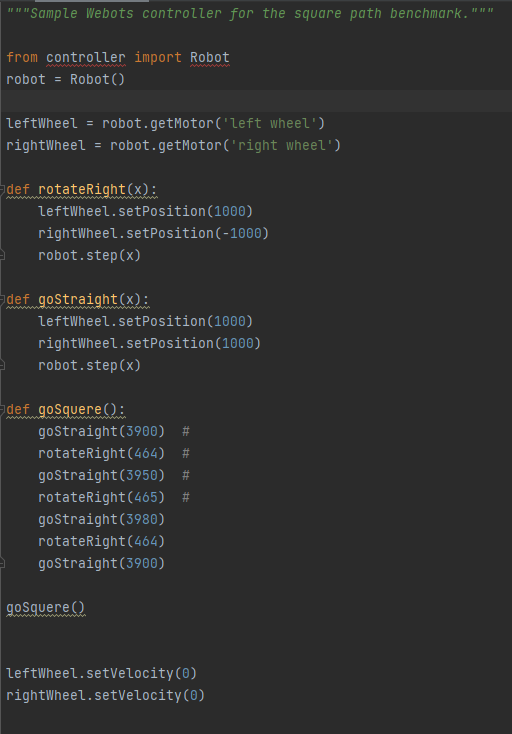 """Sample Webots controller for the square path benchmark."""
from controller import Robot
robot = Robot()
leftWheel = robot.getMotor('left wheel')
rightWheel = robot.getMotor('right wheel')
def rotateRight(x):
    leftWheel.setPosition(1000)
    rightWheel.setPosition(-1000)
    robot.step(x)
def goStraight(x):
    leftWheel.setPosition(1000)
    rightWheel.setPosition(1000)
    robot.step(x)
def goSquere():
    goStraight(3900)  #
    rotateRight(464)  #
    goStraight(3950)  #
    rotateRight(465)  #
    goStraight(3980)
    rotateRight(464)
    goStraight(3900)
goSquere()
leftWheel.setVelocity(0)
rightWheel.setVelocity(0)